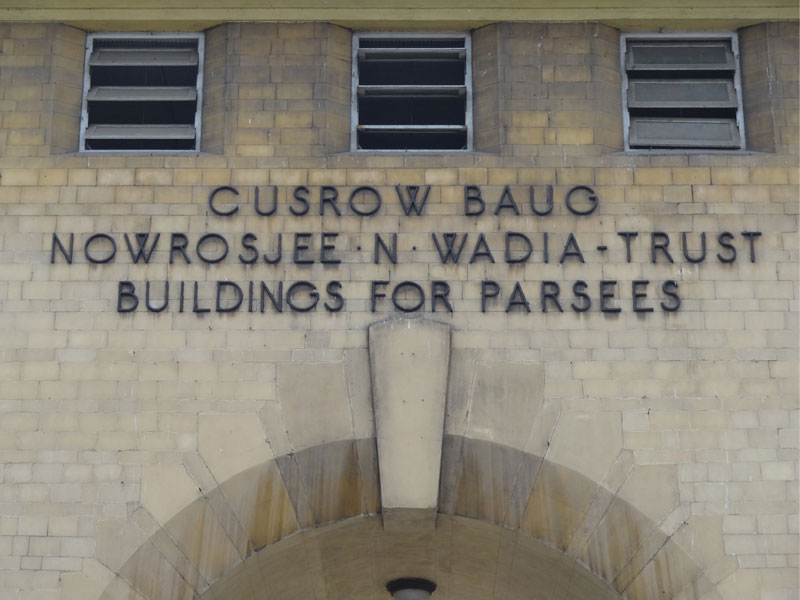 CUSROW BAUG
NOWROSJEE · N · WADIA - TRUST
BUILDINGS FOR PARSEES